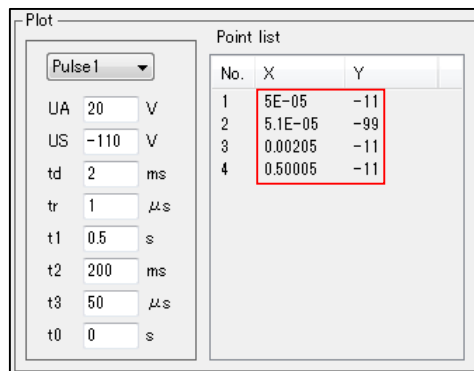 Plot
Pulse1
UA 20 V
US -110 V
td 2 ms
tr 1 μs
t1 0.5 s
t2 200 ms
t3 50 μs
t0 0 s
Point list
No. X Y
1 5E-05 -11
2 5.1E-05 -99
3 0.00205 -11
4 0.50005 -11